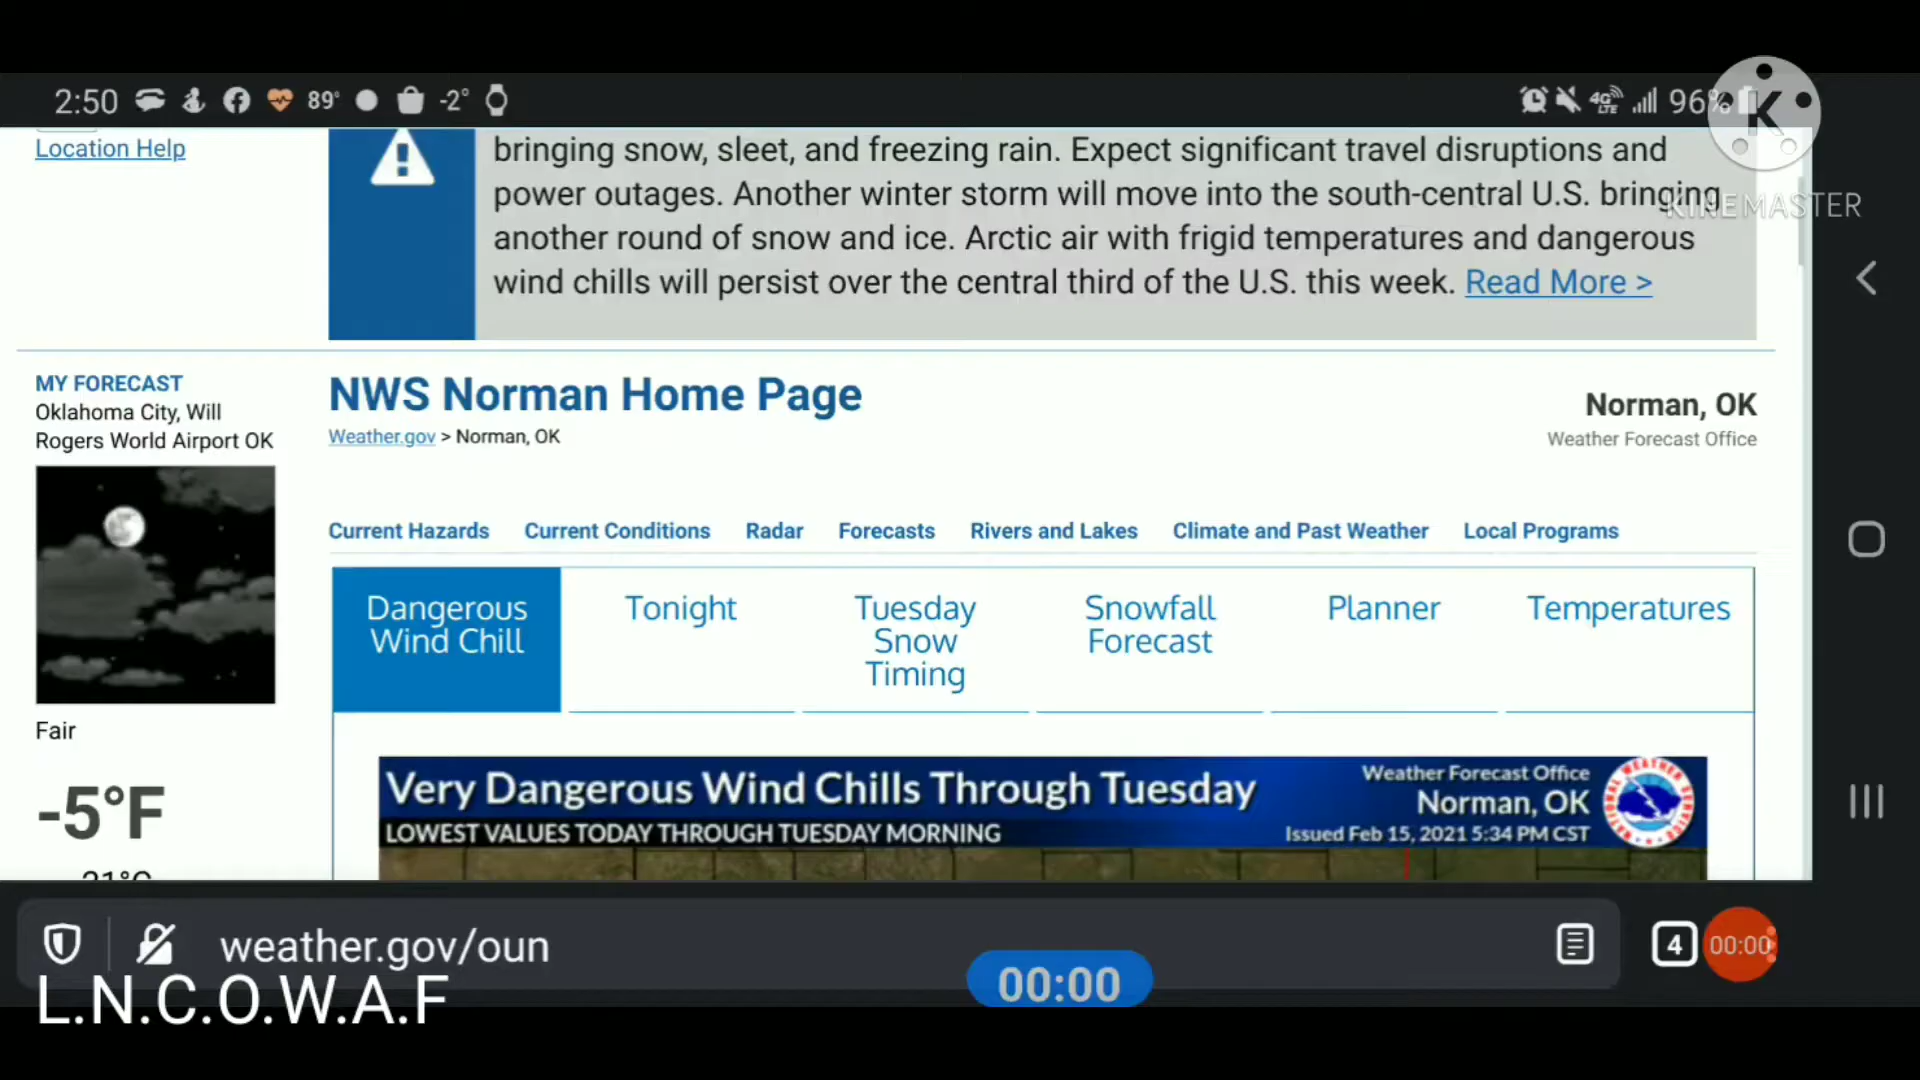 2:50 89° -2° 4G LTE 96%
K
KINEMASTER
Location Help
bringing snow, sleet, and freezing rain. Expect significant travel disruptions and
power outages. Another winter storm will move into the south-central U.S. bringing
another round of snow and ice. Arctic air with frigid temperatures and dangerous
wind chills will persist over the central third of the U.S. this week. Read More >
MY FORECAST
Oklahoma City, Will
Rogers World Airport OK
Fair
-5°F
-21°C
NWS Norman Home Page
Weather.gov > Norman, OK
Norman, OK
Weather Forecast Office
Current Hazards Current Conditions Radar Forecasts Rivers and Lakes Climate and Past Weather Local Programs
Dangerous
Wind Chill
Tonight
Tuesday
Snow
Timing
Snowfall
Forecast
Planner
Temperatures
Very Dangerous Wind Chills Through Tuesday
LOWEST VALUES TODAY THROUGH TUESDAY MORNING
Weather Forecast Office
Norman, OK
Issued Feb 15, 2021 5:34 PM CST
NATIONAL WEATHER SERVICE
weather.gov/oun
4
00:00
00:00
L.N.C.O.W.A.F